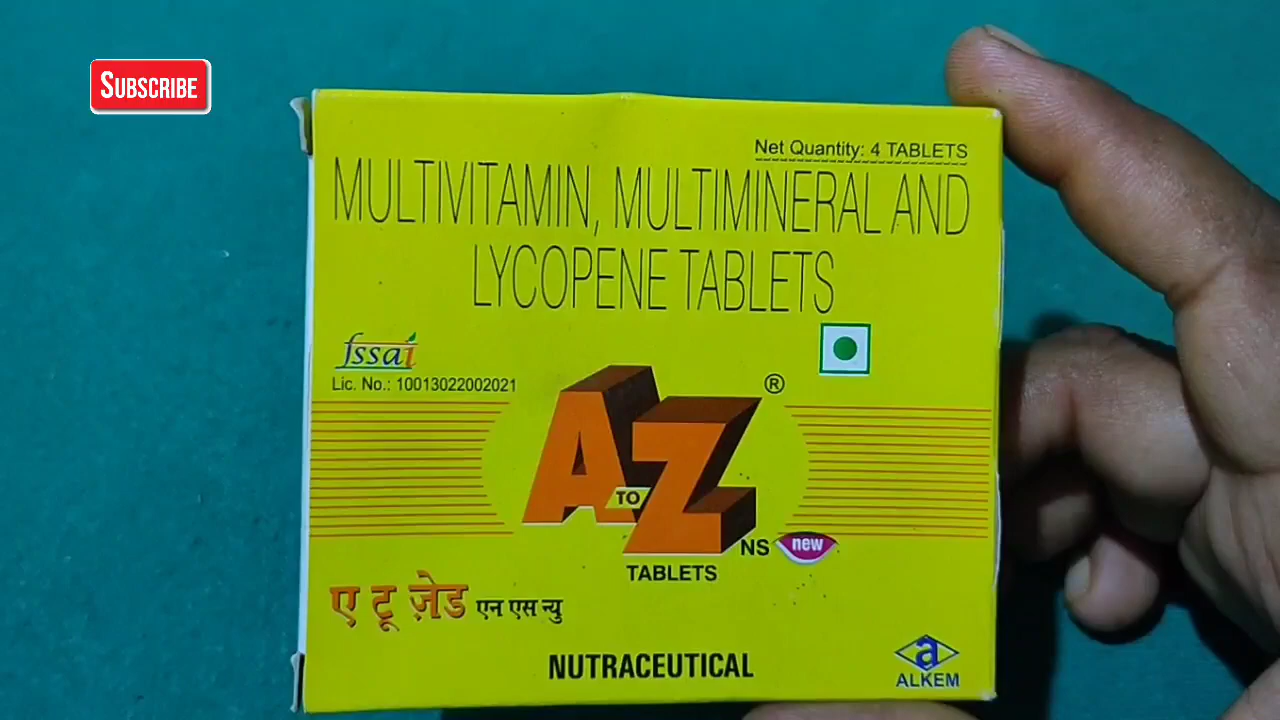 SUBSCRIBE
Net Quantity: 4 TABLETS
MULTIVITAMIN, MULTIMINERAL AND
LYCOPENE TABLETS
fssai
Lic. No.: 10013022002021
A TO Z ®
NS new
TABLETS
ए टू ज़ेड एन एस न्यु
NUTRACEUTICAL
a
ALKEM